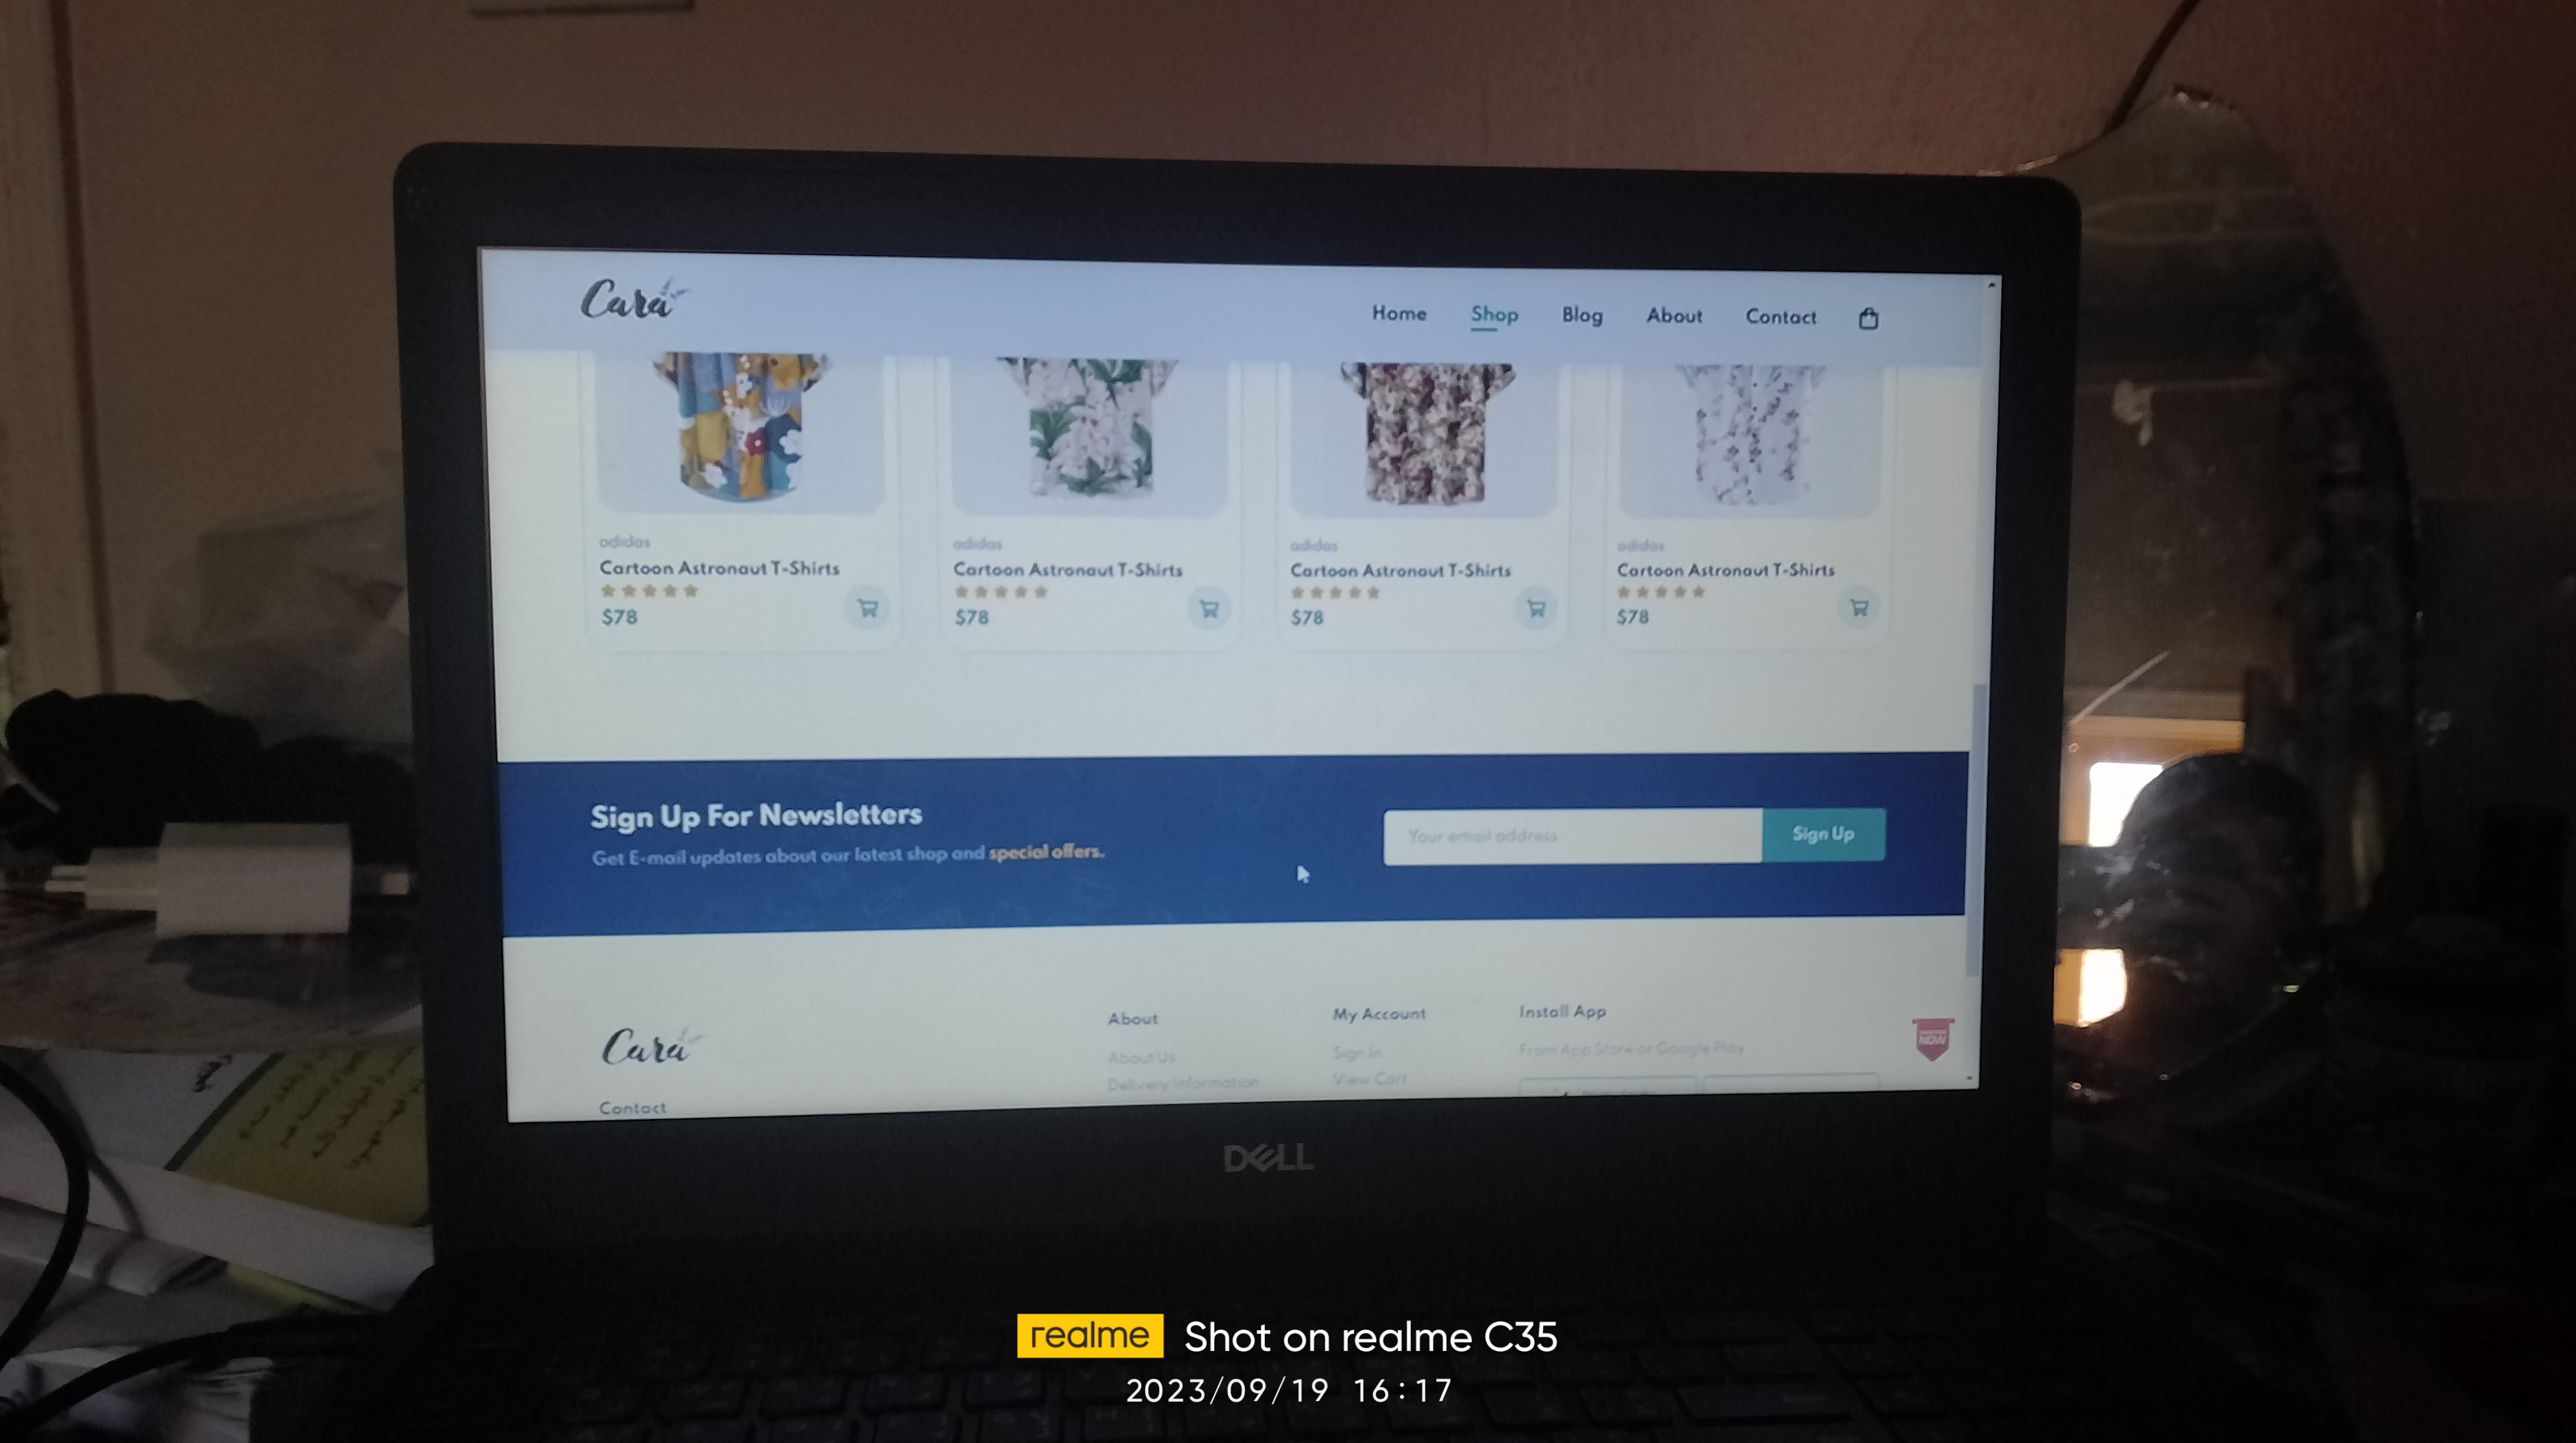 Cara
Home Shop Blog About Contact
adidas
Cartoon Astronaut T-Shirts
$78
adidas
Cartoon Astronaut T-Shirts
$78
adidas
Cartoon Astronaut T-Shirts
$78
adidas
Cartoon Astronaut T-Shirts
$78
Sign Up For Newsletters
Get E-mail updates about our latest shop and special offers.
Your email address
Sign Up
Cara
Contact
About
About Us
Delivery Information
My Account
Sign In
View Cart
Install App
From App Store or Google Play
NOW
DELL
realme Shot on realme C35
2023/09/19 16:17